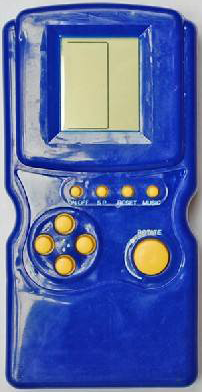 ON/OFF S.P. RESET MUSIC
ROTATE